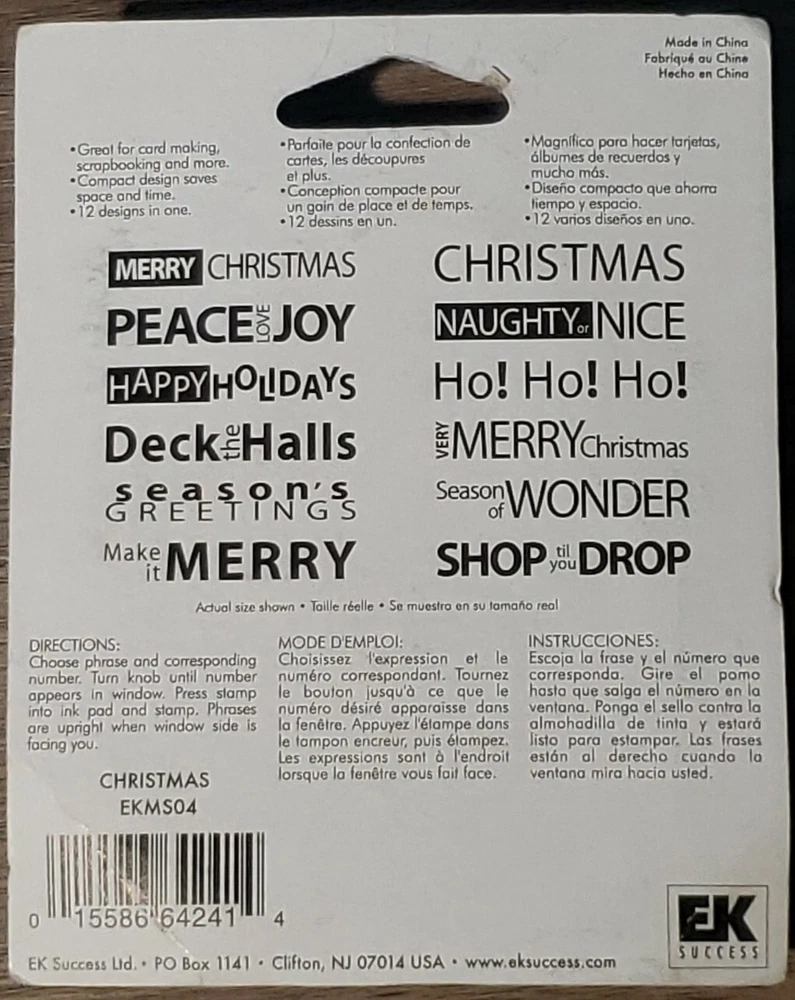 Made in China
Fabriqué au Chine
Hecho en China
•Great for card making,
scrapbooking and more.
•Compact design saves
space and time.
•12 designs in one.
•Parfaite pour la confection de
cartes, les découpures
et plus.
•Conception compacte pour
un gain de place et de temps.
•12 dessins en un.
•Magnífico para hacer tarjetas,
álbumes de recuerdos y
mucho más.
•Diseño compacto que ahorra
tiempo y espacio.
•12 varios diseños en uno.
MERRY CHRISTMAS
PEACE LOVE JOY
HAPPY HOLIDAYS
Deck the Halls
season's
GREETINGS
Make it MERRY
CHRISTMAS
NAUGHTY or NICE
Ho! Ho! Ho!
VERY MERRY Christmas
Season of WONDER
SHOP til you DROP
Actual size shown • Taille réelle • Se muestra en su tamaño real
DIRECTIONS:
Choose phrase and corresponding
number. Turn knob until number
appears in window. Press stamp
into ink pad and stamp. Phrases
are upright when window side is
facing you.
MODE D'EMPLOI:
Choisissez l'expression et le
numéro correspondant. Tournez
le bouton jusqu'à ce que le
numéro désiré apparaisse dans
la fenêtre. Appuyez l'étampe dans
le tampon encreur, puis étampez.
Les expressions sont à l'endroit
lorsque la fenêtre vous fait face.
INSTRUCCIONES:
Escoja la frase y el número que
corresponda. Gire el pomo
hasta que salga el número en la
ventana. Ponga el sello contra la
almohadilla de tinta y estará
listo para estampar. Las frases
están al derecho cuando la
ventana mira hacia usted.
CHRISTMAS
EKMS04
0 15586 64241 4
EK
SUCCESS
EK Success Ltd. • PO Box 1141 • Clifton, NJ 07014 USA • www.eksuccess.com